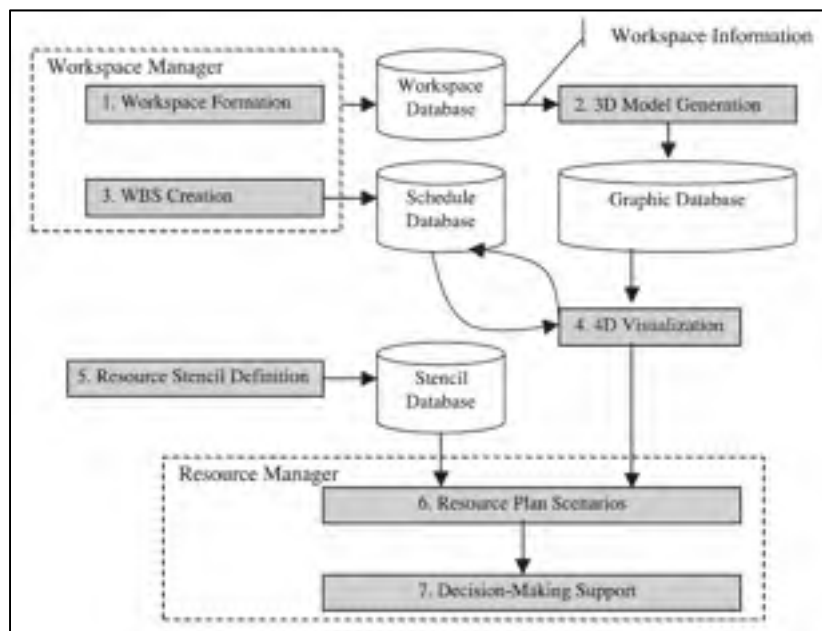 Workspace Information
Workspace Manager
1. Workspace Formation
Workspace
Database
2. 3D Model Generation
3. WBS Creation
Schedule
Database
Graphic Database
4. 4D Visualization
5. Resource Stencil Definition
Stencil
Database
Resource Manager
6. Resource Plan Scenarios
7. Decision-Making Support